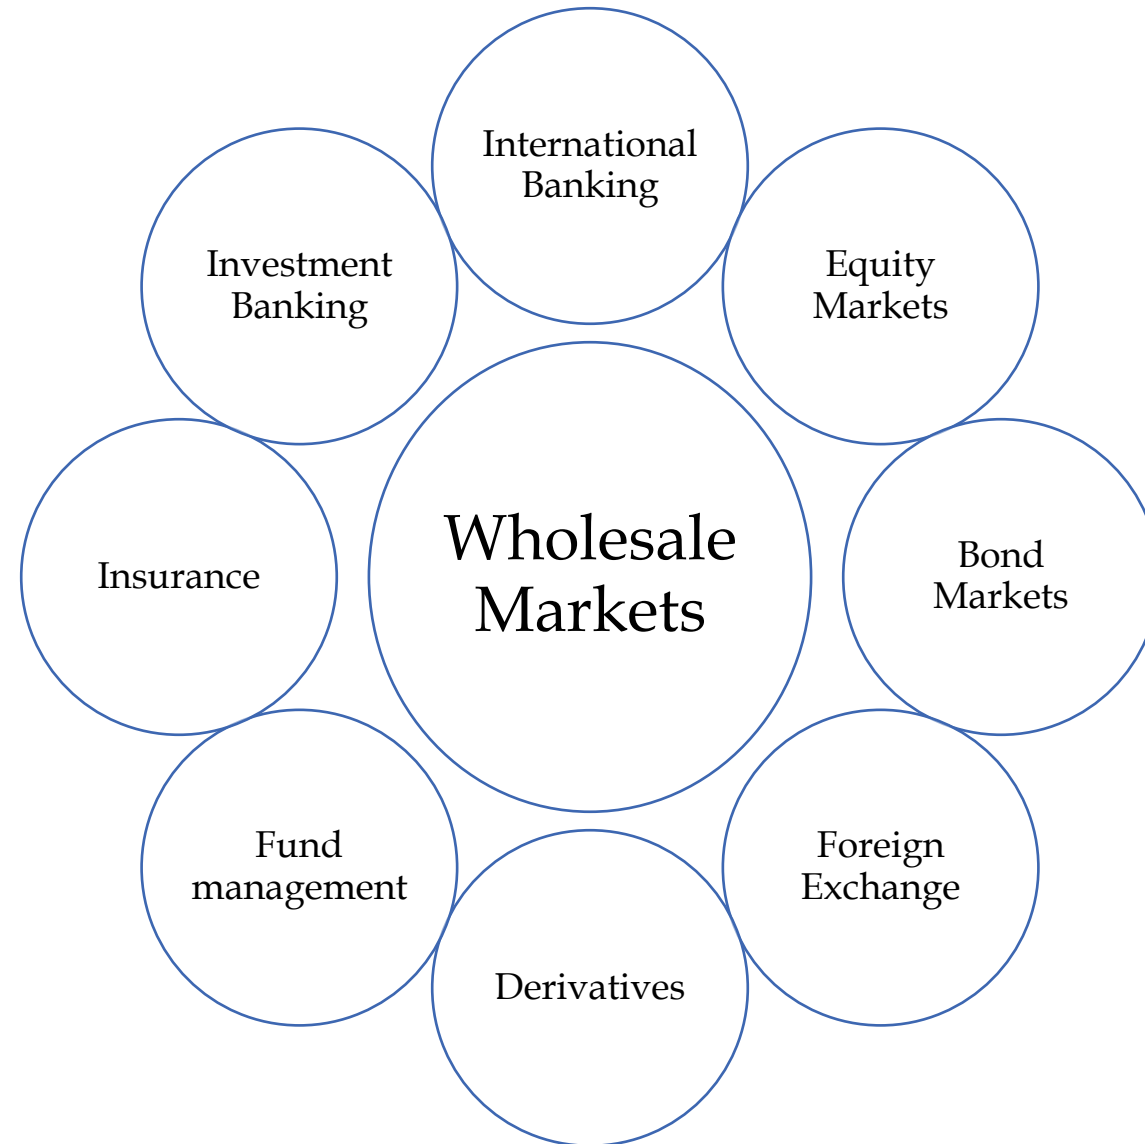 International
Banking
Equity
Markets
Bond
Markets
Foreign
Exchange
Derivatives
Fund
management
Insurance
Investment
Banking
Wholesale
Markets